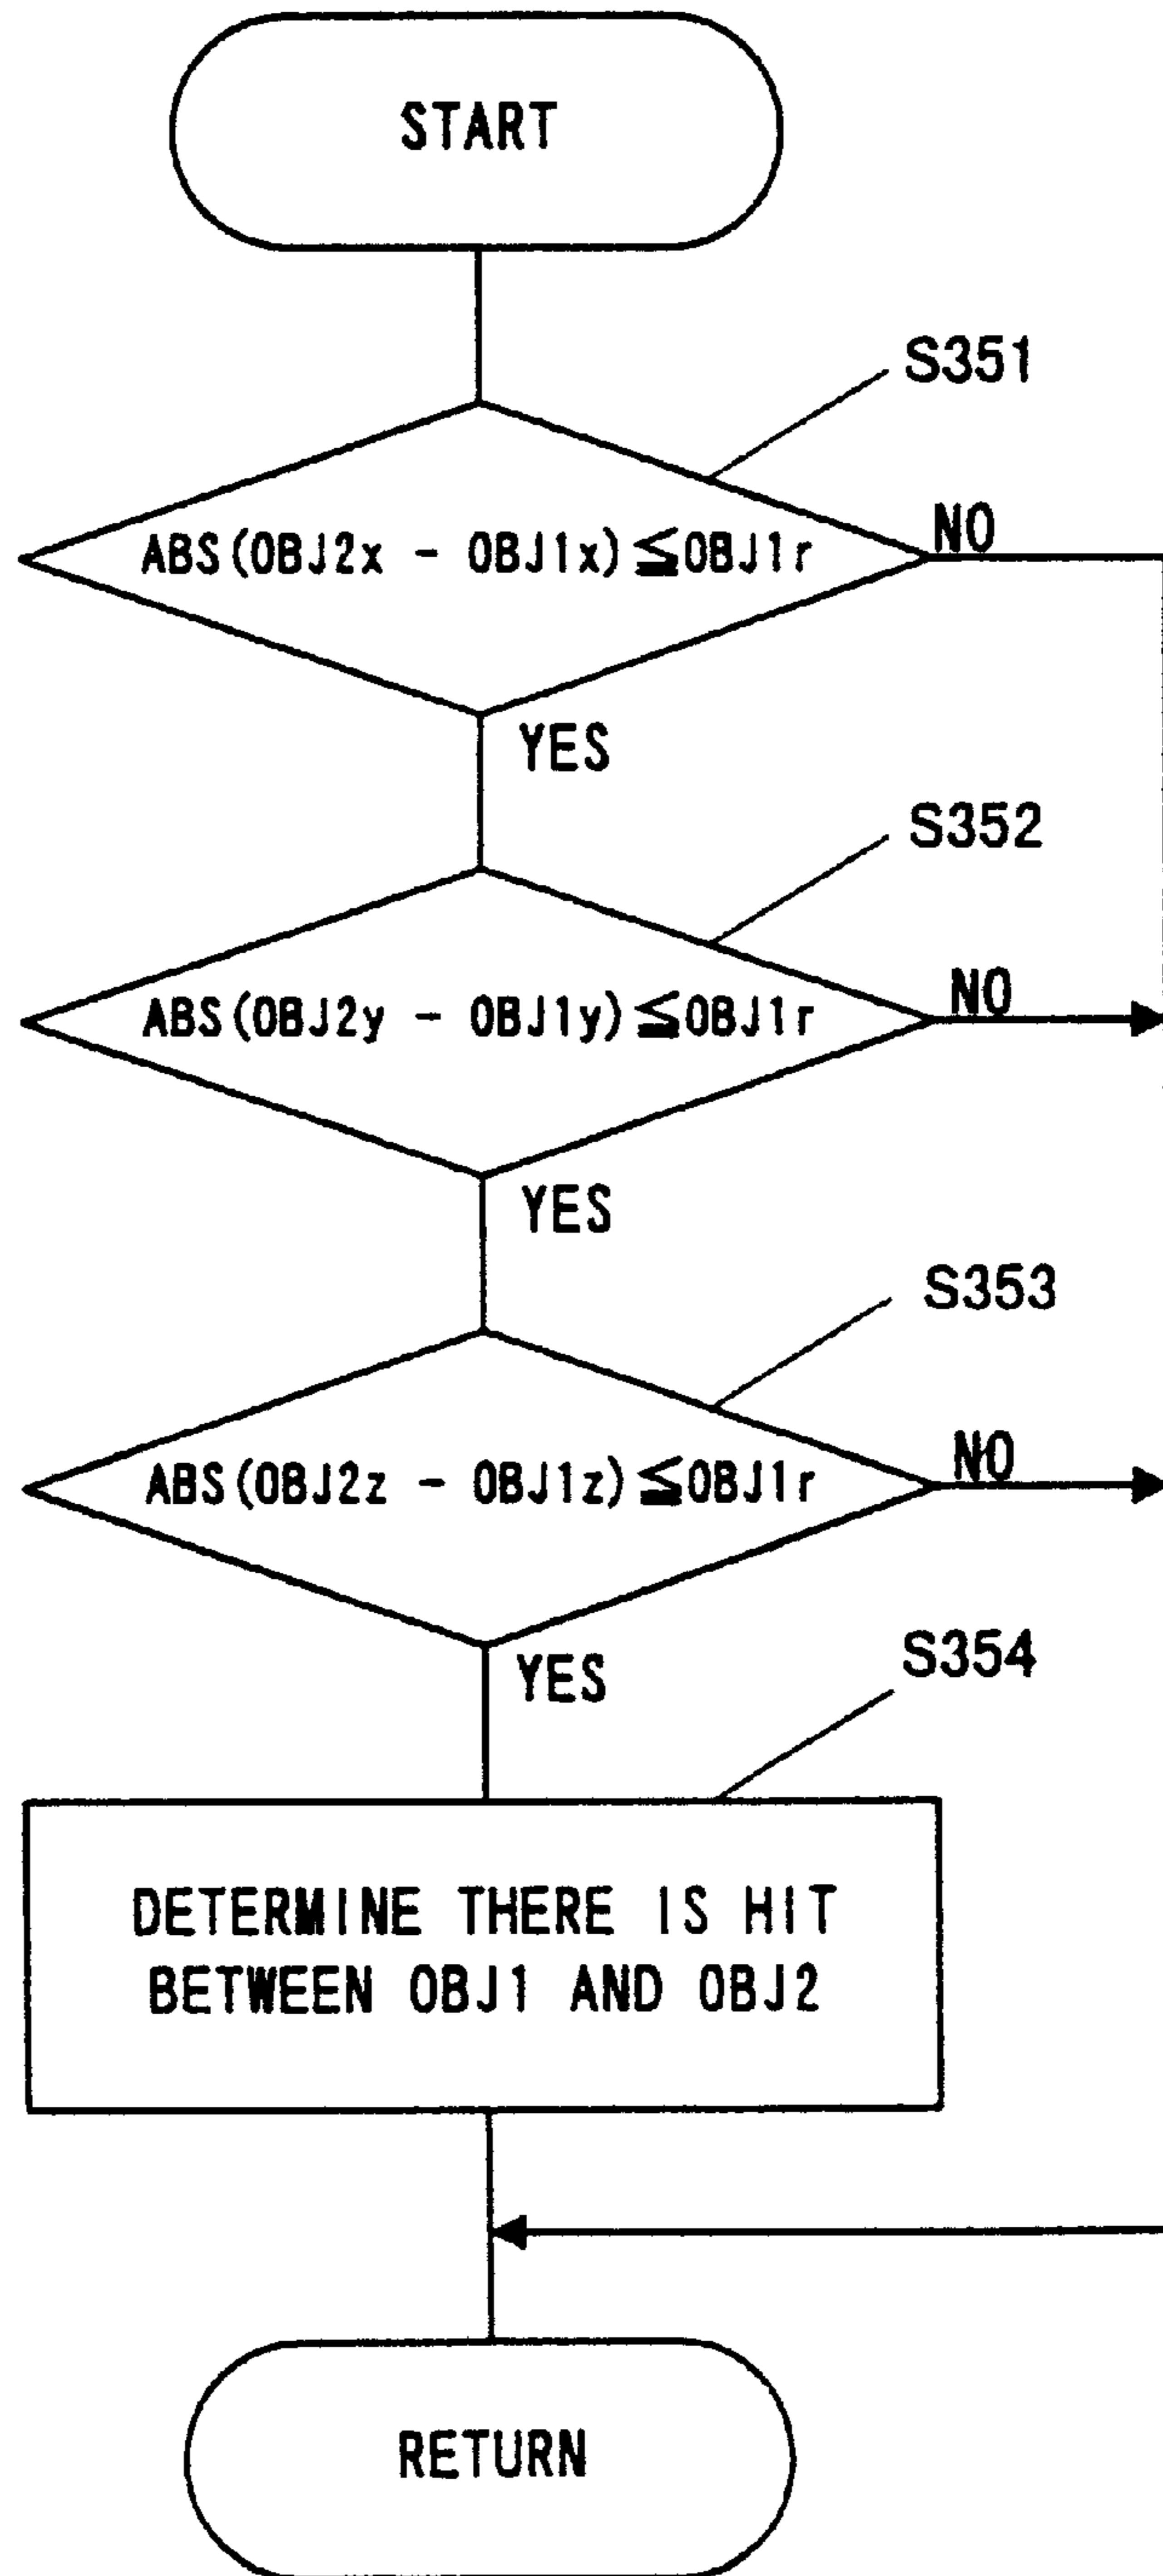 START
S351
ABS(OBJ2x - OBJ1x)≦OBJ1r
NO
YES
S352
ABS(OBJ2y - OBJ1y)≦OBJ1r
NO
YES
S353
ABS(OBJ2z - OBJ1z)≦OBJ1r
NO
YES
S354
DETERMINE THERE IS HIT
BETWEEN OBJ1 AND OBJ2
RETURN